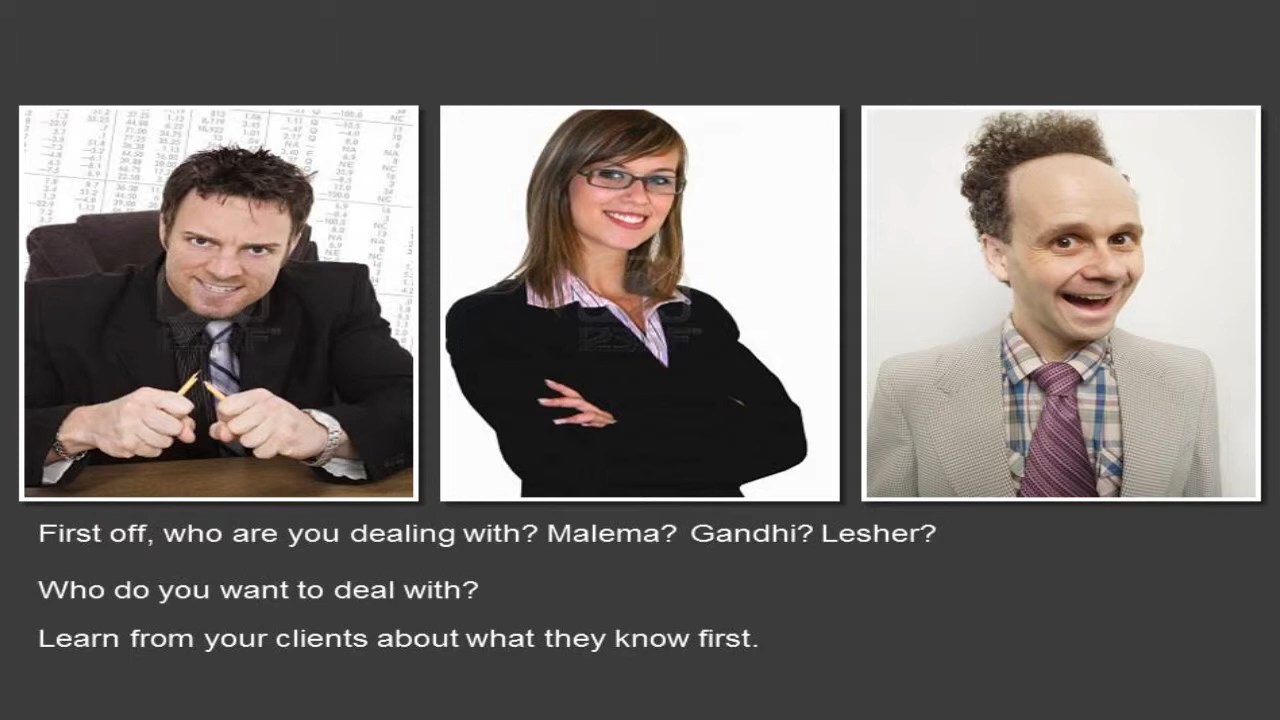 First off, who are you dealing with? Malema? Gandhi? Lesher?
Who do you want to deal with?
Learn from your clients about what they know first.